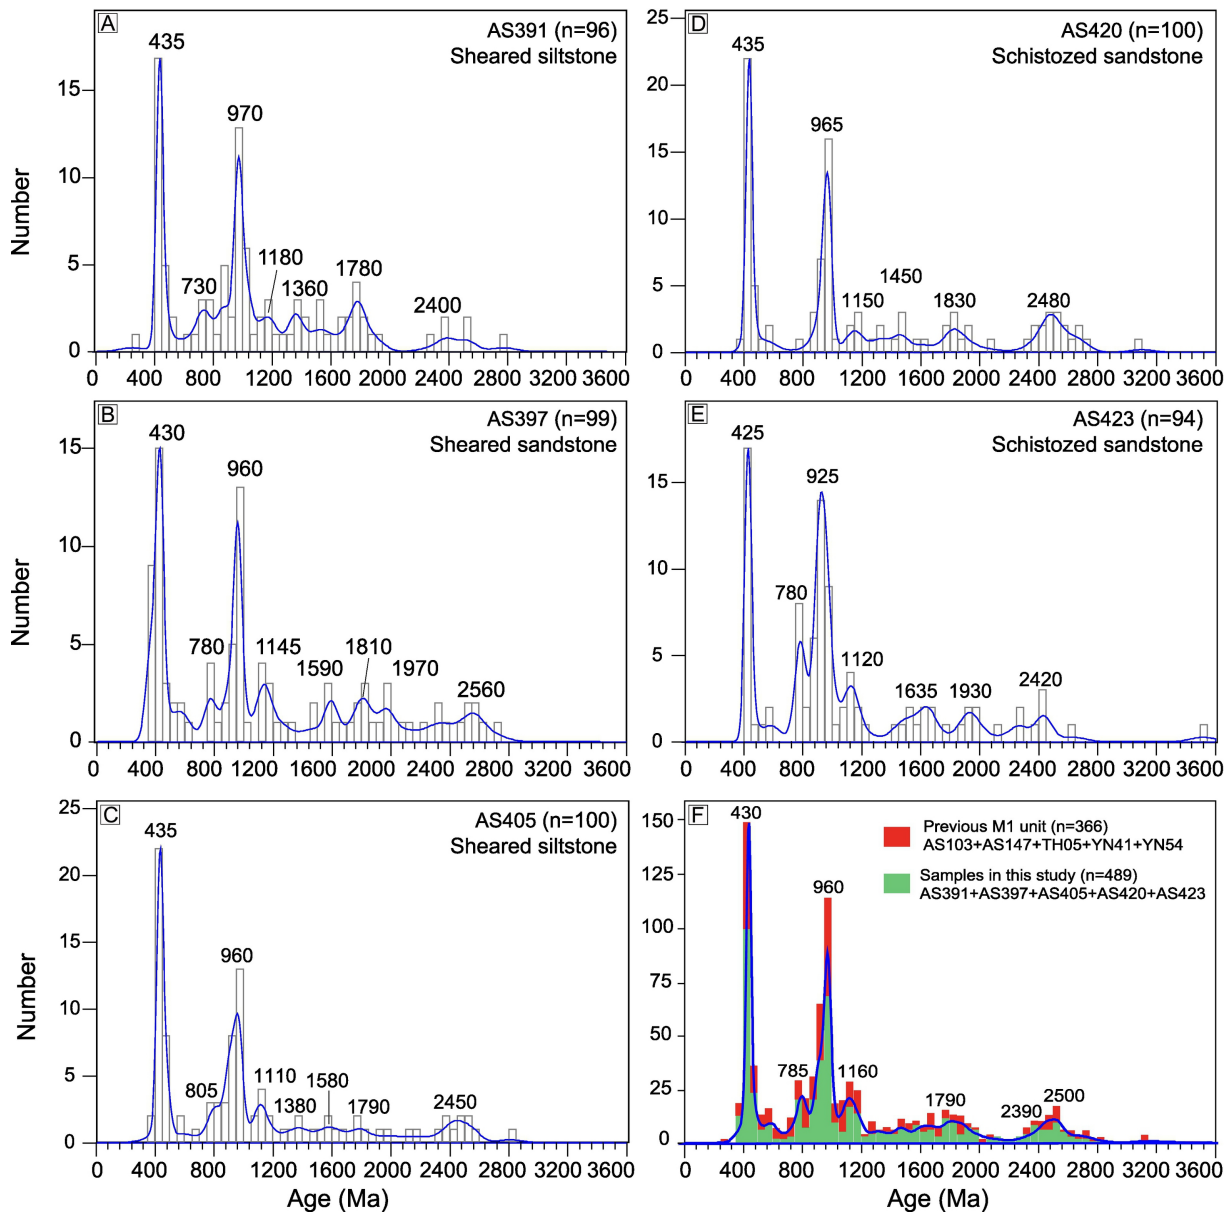 A
AS391 (n=96)
Sheared siltstone
435
970
730
1180
1360
1780
2400
15
10
5
0
Number
0 400 800 1200 1600 2000 2400 2800 3200 3600
B
AS397 (n=99)
Sheared sandstone
430
960
780
1145
1590
1810
1970
2560
15
10
5
0
Number
0 400 800 1200 1600 2000 2400 2800 3200 3600
C
AS405 (n=100)
Sheared siltstone
435
960
805
1110
1380
1580
1790
2450
25
20
15
10
5
0
Number
0 400 800 1200 1600 2000 2400 2800 3200 3600
Age (Ma)
D
AS420 (n=100)
Schistozed sandstone
435
965
1150
1450
1830
2480
25
20
15
10
5
0
0 400 800 1200 1600 2000 2400 2800 3200 3600
E
AS423 (n=94)
Schistozed sandstone
425
925
780
1120
1635
1930
2420
15
10
5
0
0 400 800 1200 1600 2000 2400 2800 3200 3600
F
Previous M1 unit (n=366)
AS103+AS147+TH05+YN41+YN54
Samples in this study (n=489)
AS391+AS397+AS405+AS420+AS423
430
960
785
1160
1790
2390
2500
150
125
100
75
50
25
0
0 400 800 1200 1600 2000 2400 2800 3200 3600
Age (Ma)